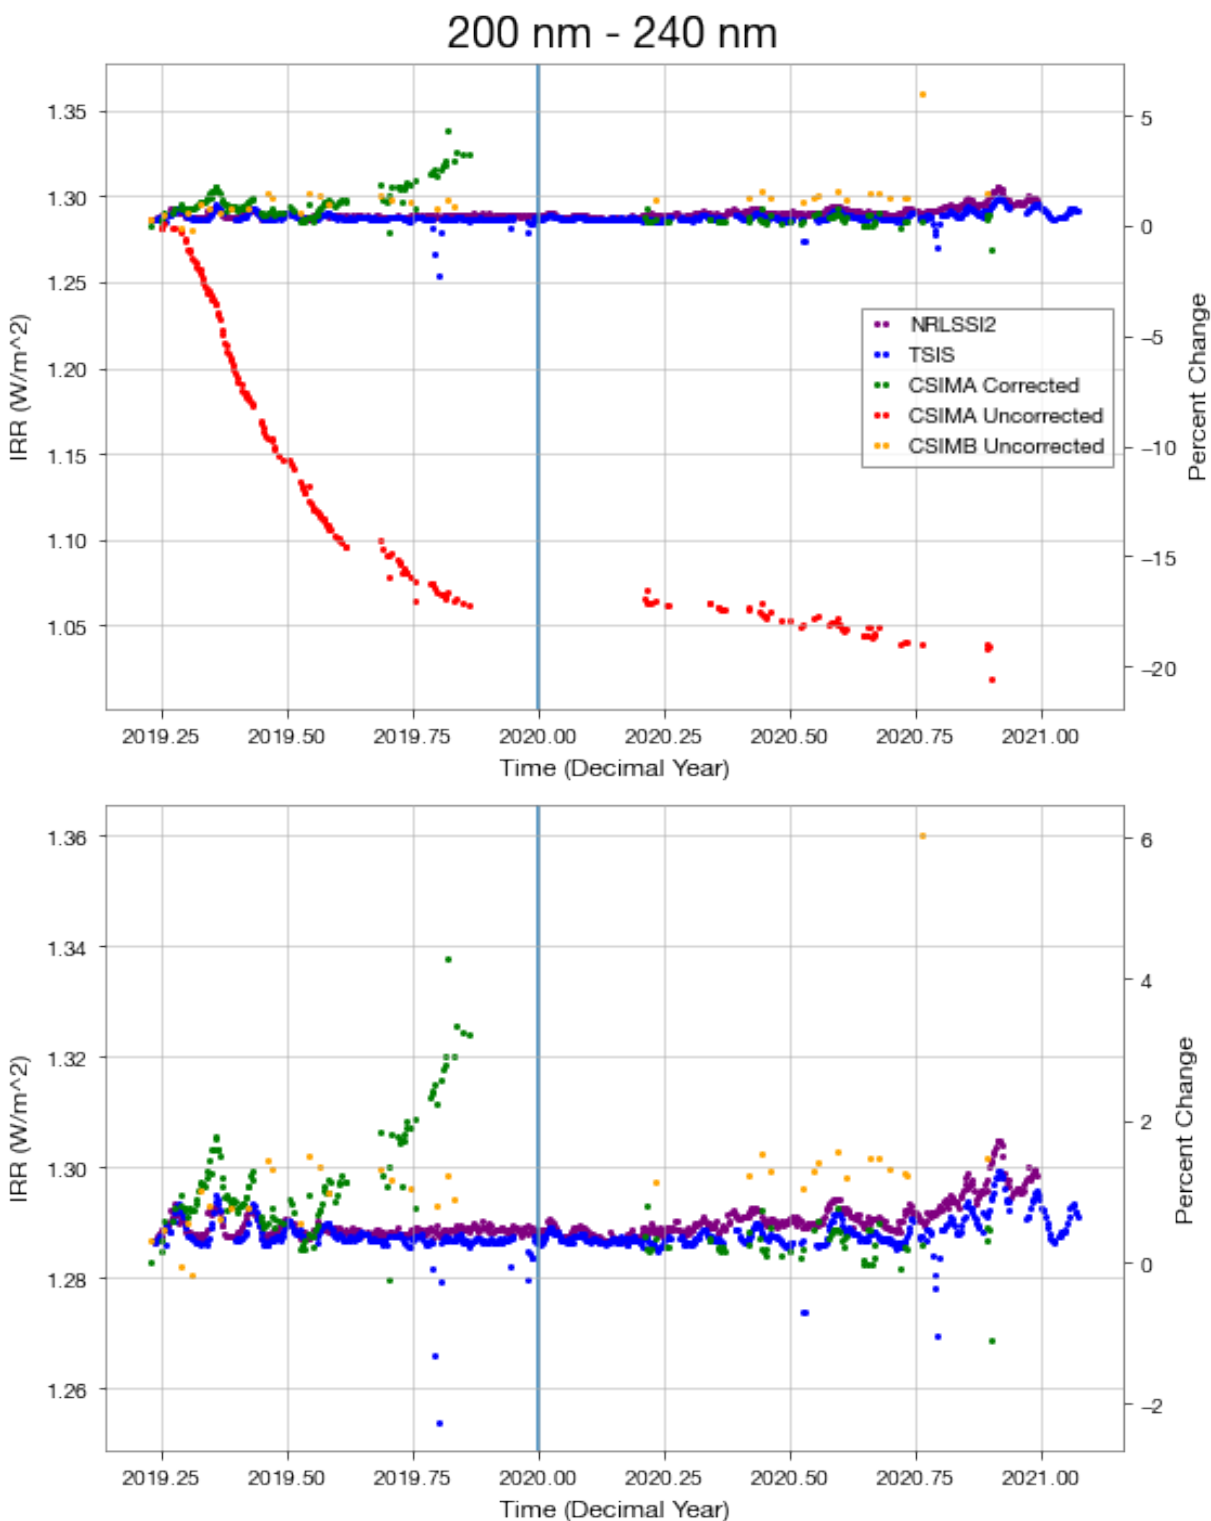 200 nm - 240 nm
1.35
1.30
1.25
1.20
1.15
1.10
1.05
IRR (W/m^2)
5
0
−5
−10
−15
−20
Percent Change
NRLSSI2
TSIS
CSIMA Corrected
CSIMA Uncorrected
CSIMB Uncorrected
2019.25 2019.50 2019.75 2020.00 2020.25 2020.50 2020.75 2021.00
Time (Decimal Year)
1.36
1.34
1.32
1.30
1.28
1.26
IRR (W/m^2)
6
4
2
0
−2
Percent Change
2019.25 2019.50 2019.75 2020.00 2020.25 2020.50 2020.75 2021.00
Time (Decimal Year)